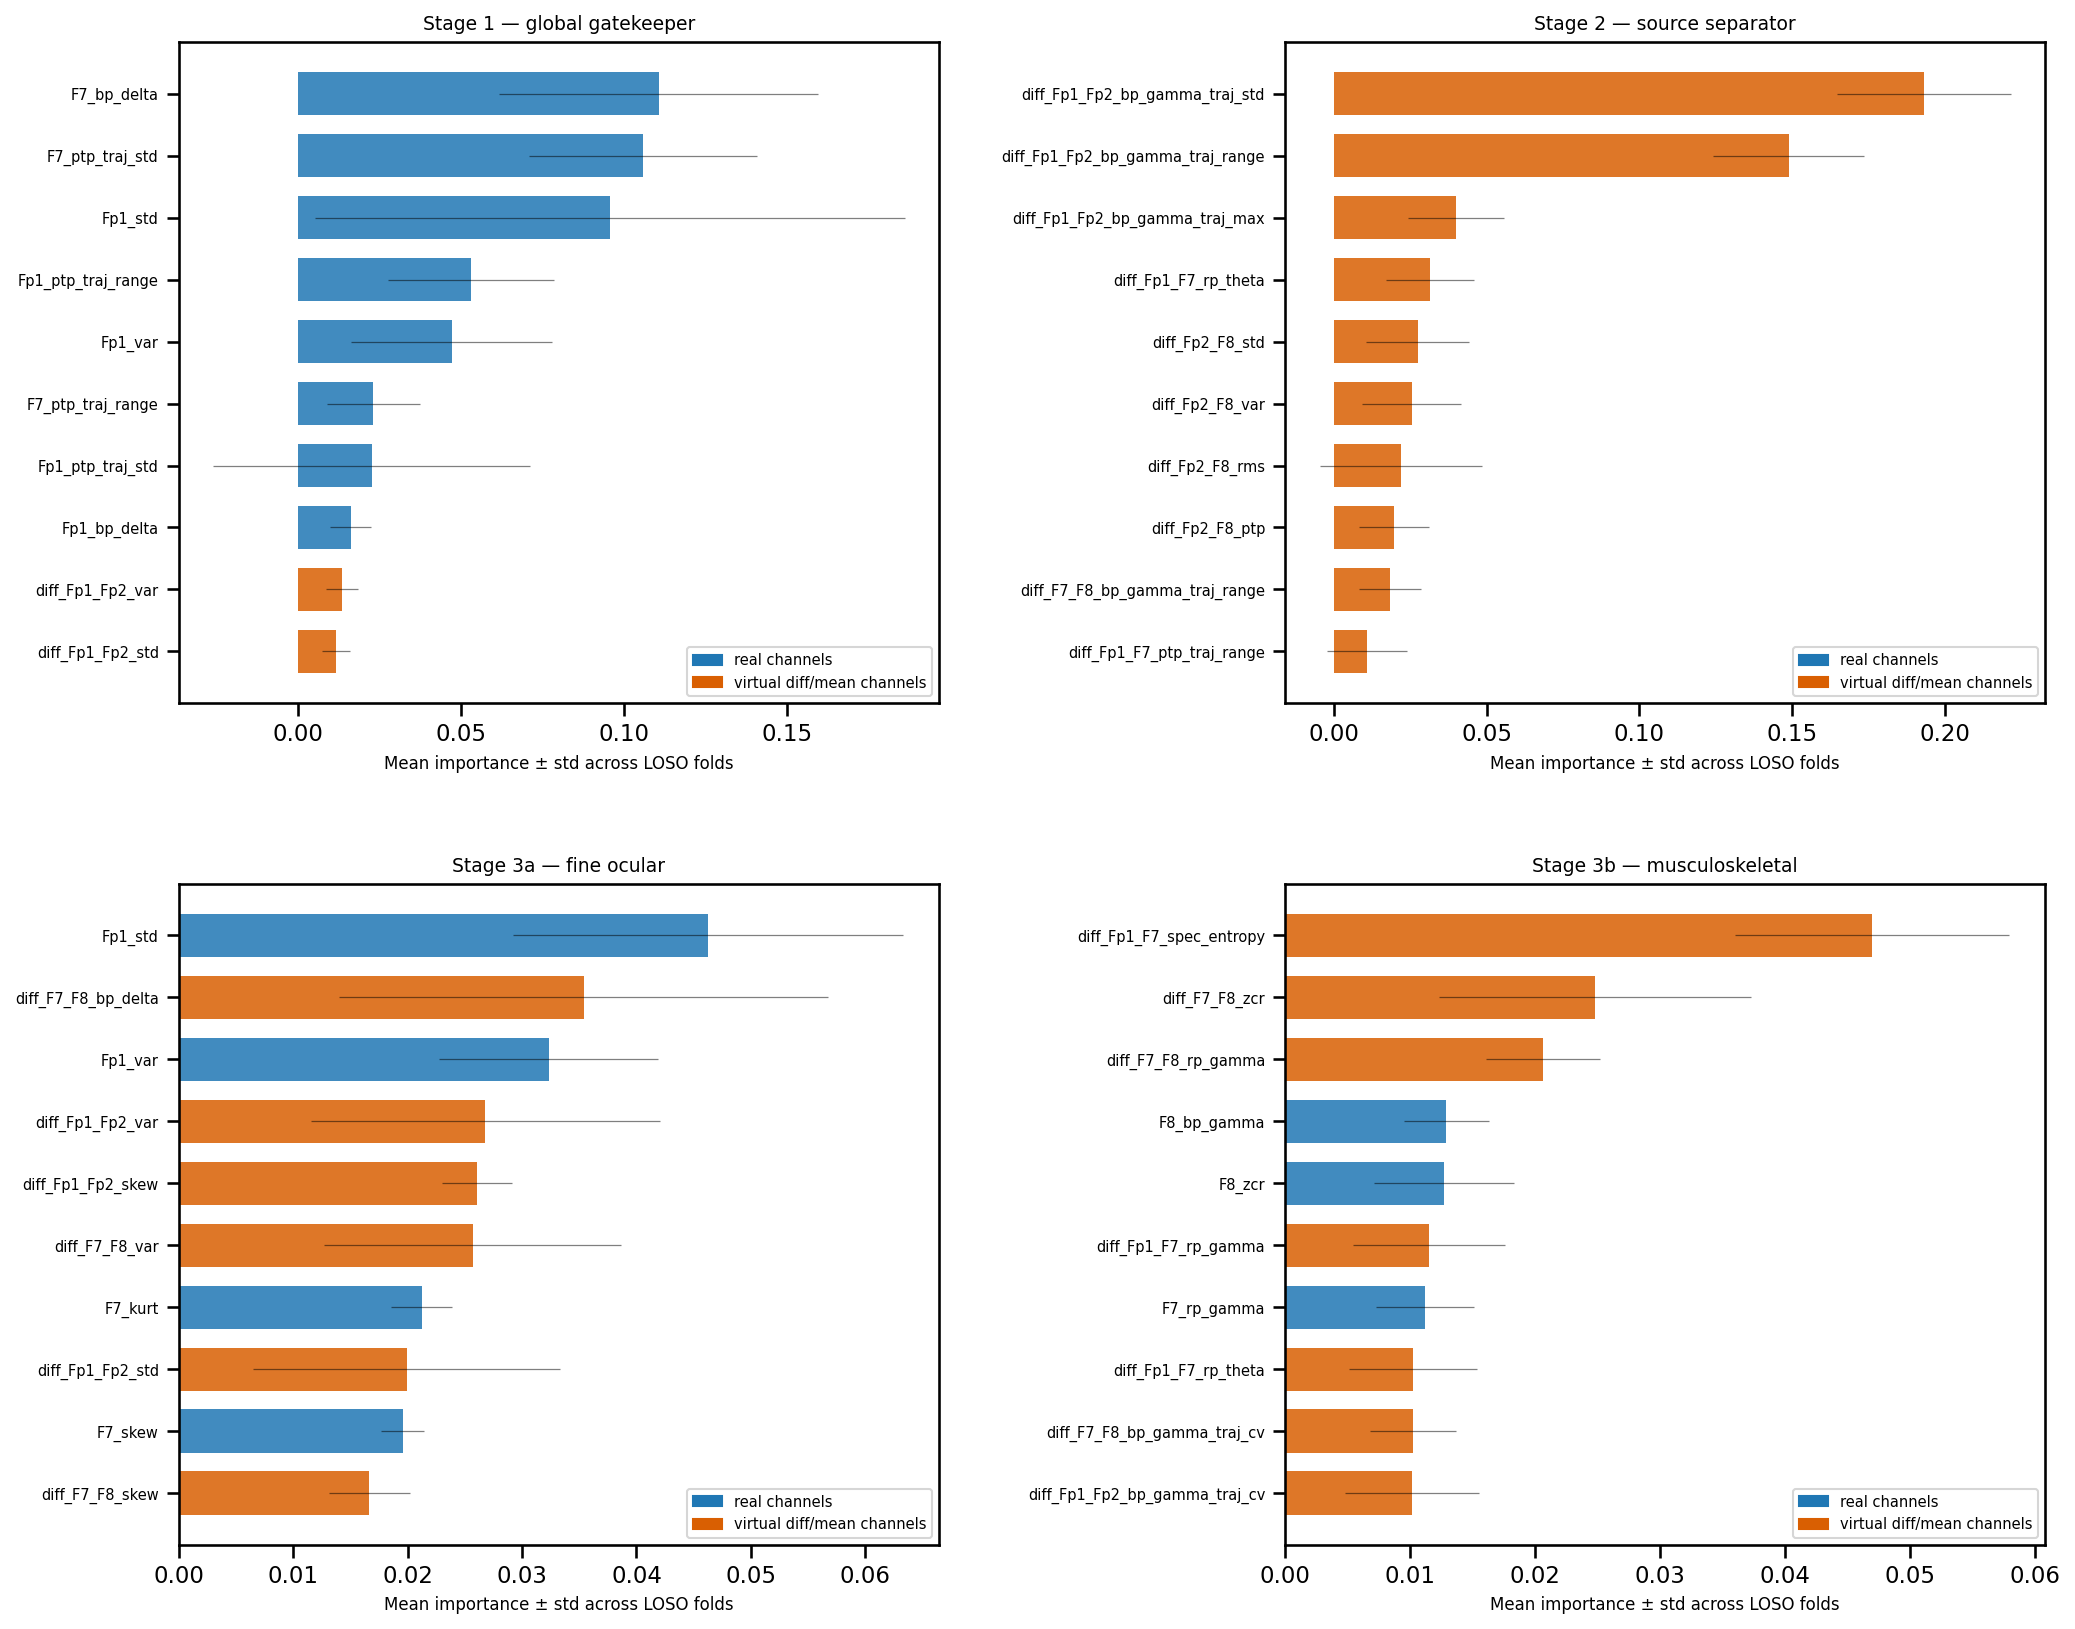 Stage 1 — global gatekeeper
F7_bp_delta
F7_ptp_traj_std
Fp1_std
Fp1_ptp_traj_range
Fp1_var
F7_ptp_traj_range
Fp1_ptp_traj_std
Fp1_bp_delta
diff_Fp1_Fp2_var
diff_Fp1_Fp2_std
real channels
virtual diff/mean channels
0.00 0.05 0.10 0.15
Mean importance ± std across LOSO folds
Stage 2 — source separator
diff_Fp1_Fp2_bp_gamma_traj_std
diff_Fp1_Fp2_bp_gamma_traj_range
diff_Fp1_Fp2_bp_gamma_traj_max
diff_Fp1_F7_rp_theta
diff_Fp2_F8_std
diff_Fp2_F8_var
diff_Fp2_F8_rms
diff_Fp2_F8_ptp
diff_F7_F8_bp_gamma_traj_range
diff_Fp1_F7_ptp_traj_range
real channels
virtual diff/mean channels
0.00 0.05 0.10 0.15 0.20
Mean importance ± std across LOSO folds
Stage 3a — fine ocular
Fp1_std
diff_F7_F8_bp_delta
Fp1_var
diff_Fp1_Fp2_var
diff_Fp1_Fp2_skew
diff_F7_F8_var
F7_kurt
diff_Fp1_Fp2_std
F7_skew
diff_F7_F8_skew
real channels
virtual diff/mean channels
0.00 0.01 0.02 0.03 0.04 0.05 0.06
Mean importance ± std across LOSO folds
Stage 3b — musculoskeletal
diff_Fp1_F7_spec_entropy
diff_F7_F8_zcr
diff_F7_F8_rp_gamma
F8_bp_gamma
F8_zcr
diff_Fp1_F7_rp_gamma
F7_rp_gamma
diff_Fp1_F7_rp_theta
diff_F7_F8_bp_gamma_traj_cv
diff_Fp1_Fp2_bp_gamma_traj_cv
real channels
virtual diff/mean channels
0.00 0.01 0.02 0.03 0.04 0.05 0.06
Mean importance ± std across LOSO folds